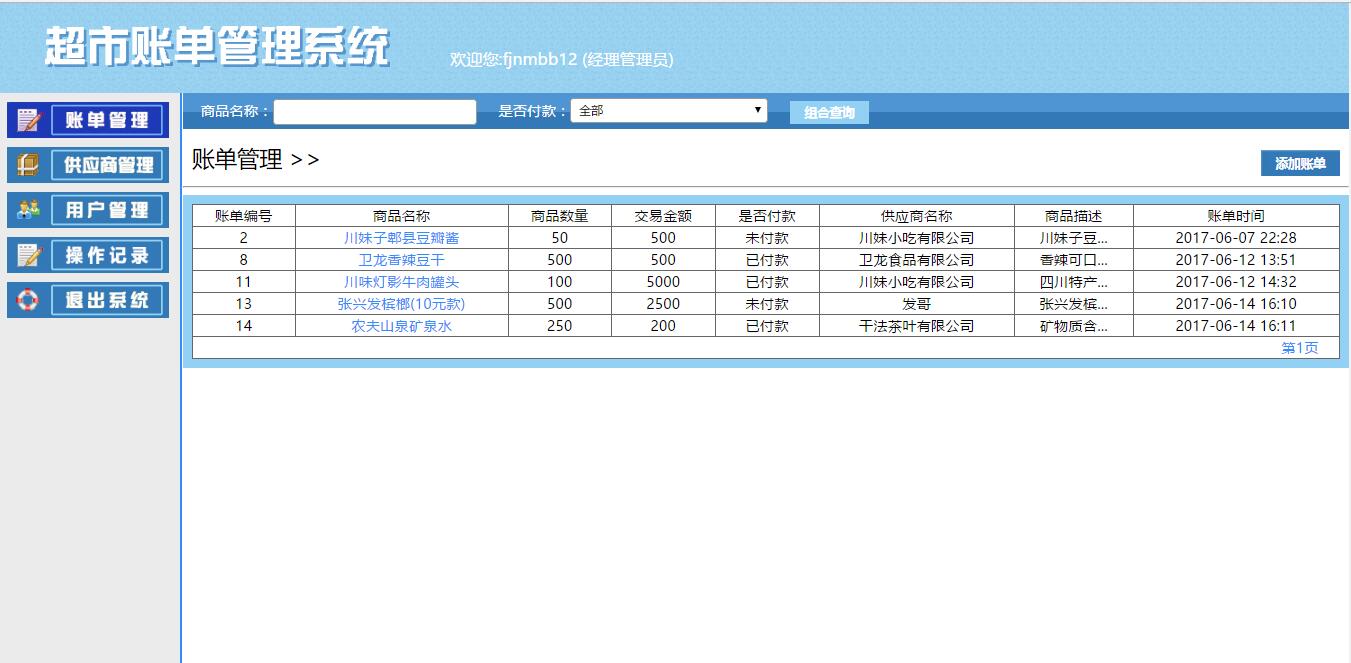 超市账单管理系统
欢迎您:fjnmbb12 (经理管理员)
账单管理
供应商管理
用户管理
操作记录
退出系统
商品名称： 是否付款： 全部 组合查询
账单管理 >>
添加账单
账单编号 商品名称 商品数量 交易金额 是否付款 供应商名称 商品描述 账单时间
2 川妹子郫县豆瓣酱 50 500 未付款 川妹小吃有限公司 川妹子豆... 2017-06-07 22:28
8 卫龙香辣豆干 500 500 已付款 卫龙食品有限公司 香辣可口... 2017-06-12 13:51
11 川味灯影牛肉罐头 100 5000 已付款 川妹小吃有限公司 四川特产... 2017-06-12 14:32
13 张兴发槟榔(10元款) 500 2500 未付款 发哥 张兴发槟... 2017-06-14 16:10
14 农夫山泉矿泉水 250 200 已付款 干法茶叶有限公司 矿物质含... 2017-06-14 16:11
第1页